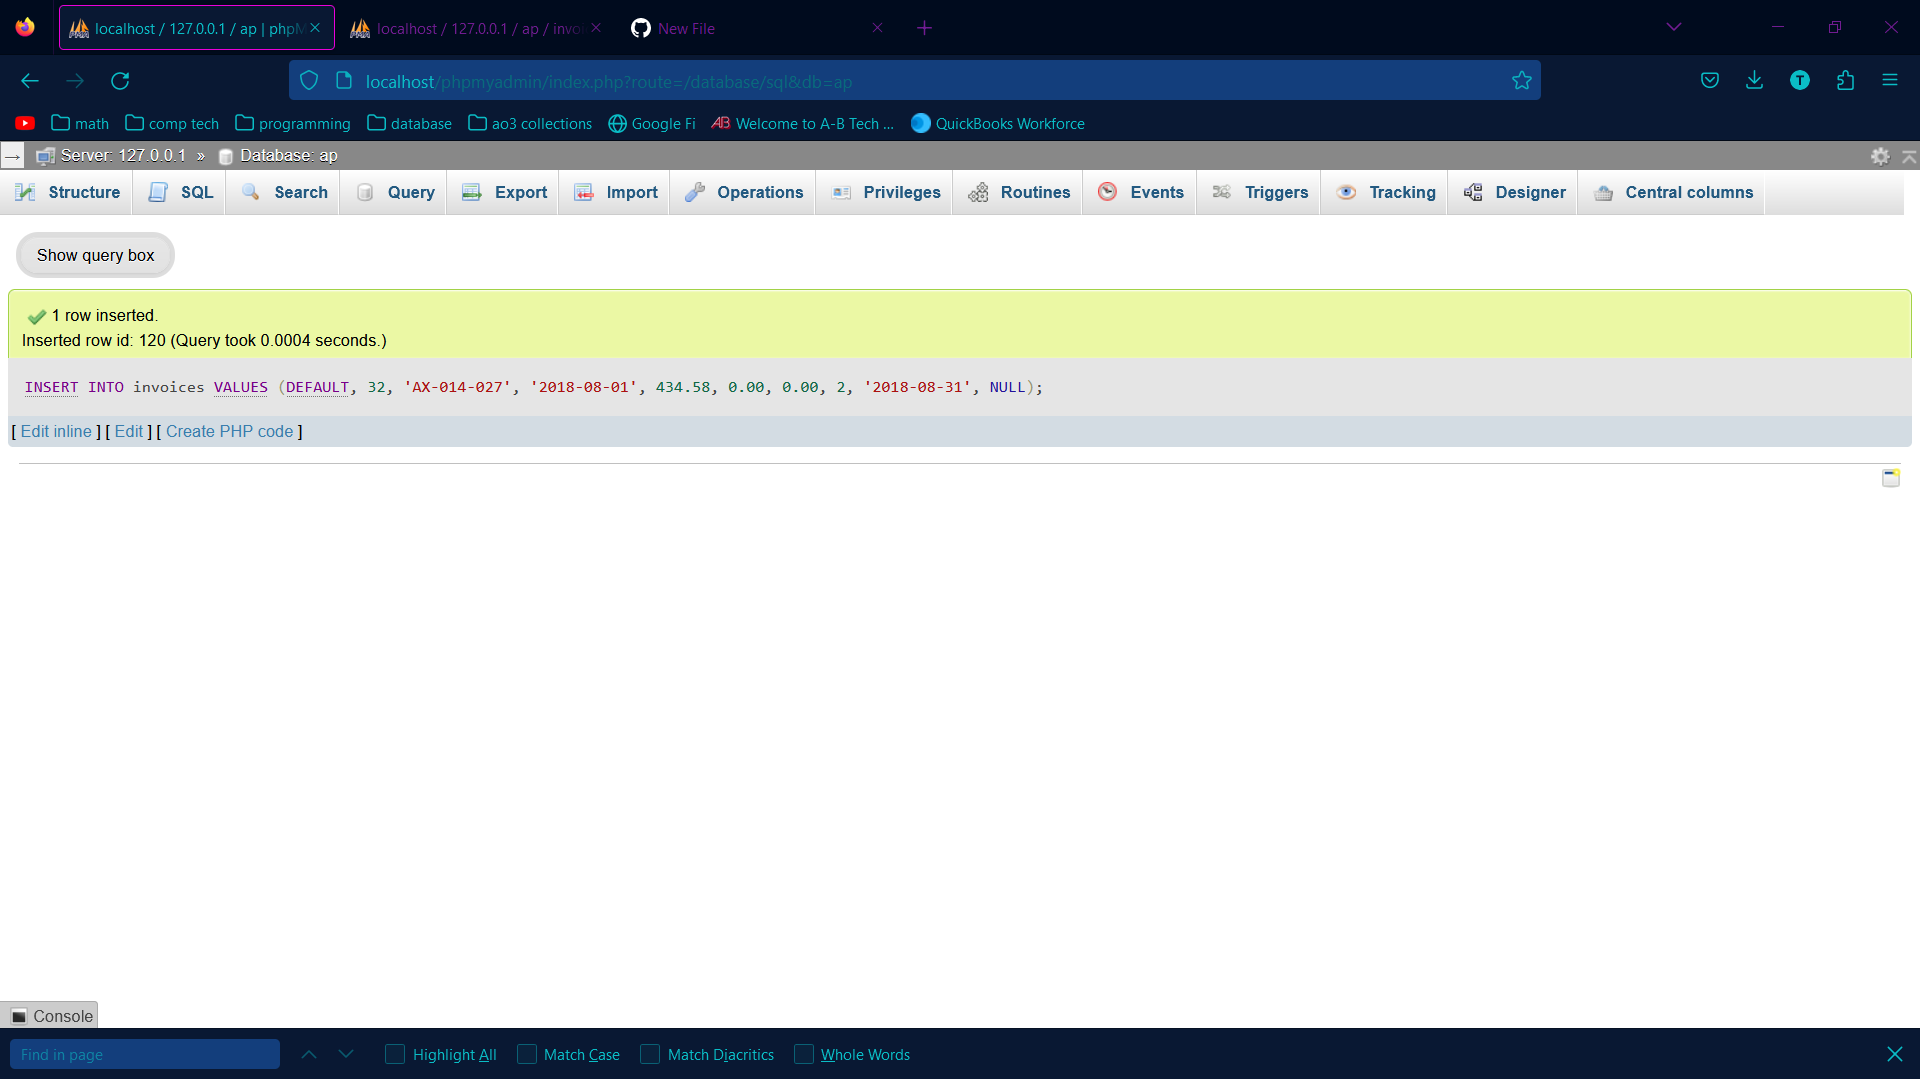 localhost / 127.0.0.1 / ap | phpM
localhost / 127.0.0.1 / ap / invoi
New File
localhost/phpmyadmin/index.php?route=/database/sql&db=ap
T
math
comp tech
programming
database
ao3 collections
Google Fi
AB Welcome to A-B Tech ...
QuickBooks Workforce
Server: 127.0.0.1 » Database: ap
Structure
SQL
Search
Query
Export
Import
Operations
Privileges
Routines
Events
Triggers
Tracking
Designer
Central columns
Show query box
1 row inserted.
Inserted row id: 120 (Query took 0.0004 seconds.)
INSERT INTO invoices VALUES (DEFAULT, 32, 'AX-014-027', '2018-08-01', 434.58, 0.00, 0.00, 2, '2018-08-31', NULL);
[ Edit inline ] [ Edit ] [ Create PHP code ]
Console
Find in page
Highlight All
Match Case
Match Diacritics
Whole Words